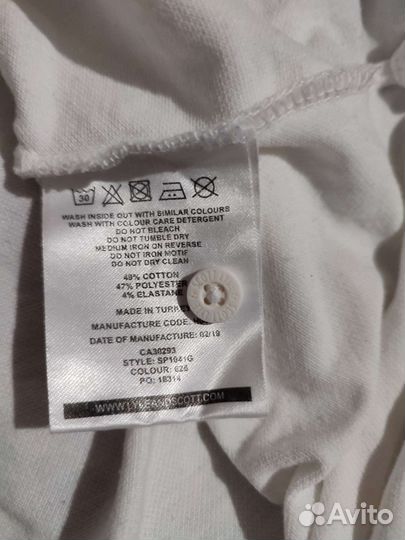 30
WASH INSIDE OUT WITH SIMILAR COLOURS
WASH WITH COLOUR CARE DETERGENT
DO NOT BLEACH
DO NOT TUMBLE DRY
MEDIUM IRON ON REVERSE
DO NOT IRON MOTIF
DO NOT DRY CLEAN
48% COTTON
47% POLYESTER
4% ELASTANE
MADE IN
MANUFACTURE CODE:
DATE OF MANUFACTURE: 02/19
CA30293
STYLE: SP1041G
COLOUR: 626
PO: 18314
WWW.LYLEANDSCOTT.COM
Avito